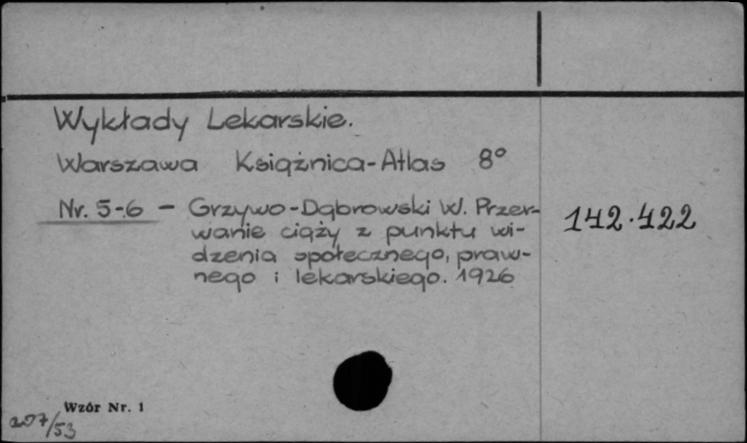 Wykłady Lekarskie.
Warszawa Książnica-Atlas 8°
Nr. 5-6 - Grzywo-Dąbrowski W. Przer-
wanie ciąży z punktu wi-
dzenia społecznego, praw-
nego i lekarskiego. 1926
142.422
Wzór Nr. 1
207/53